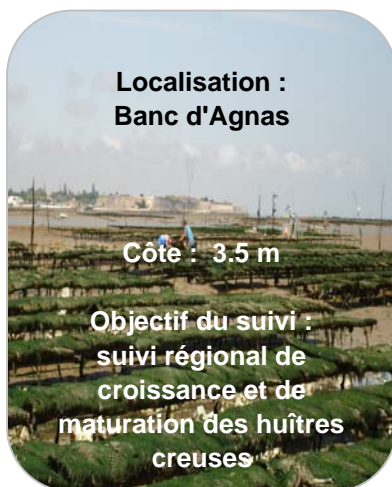 Localisation :
Banc d'Agnas
Côte :  3.5 m
Objectif du suivi :
suivi régional de
croissance et de
maturation des huîtres
creuses